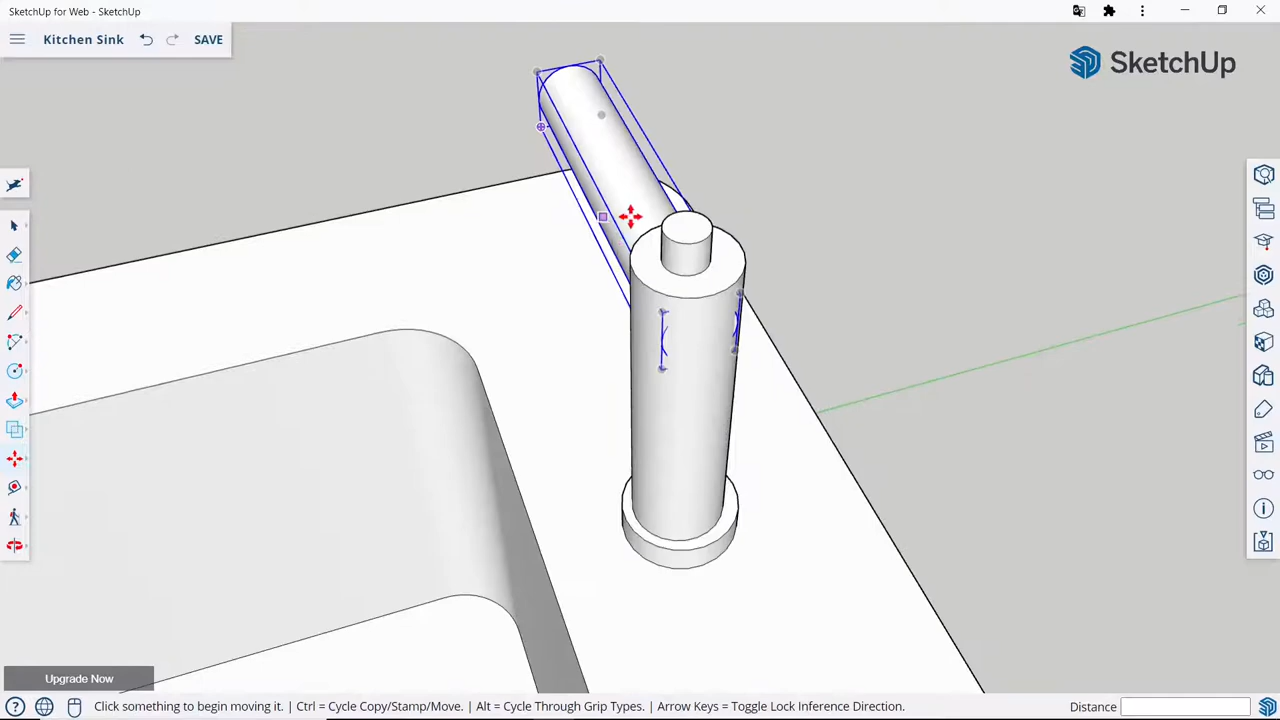 SketchUp for Web - SketchUp
Kitchen Sink SAVE
SketchUp
Upgrade Now
Click something to begin moving it. | Ctrl = Cycle Copy/Stamp/Move. | Alt = Cycle Through Grip Types. | Arrow Keys = Toggle Lock Inference Direction. Distance